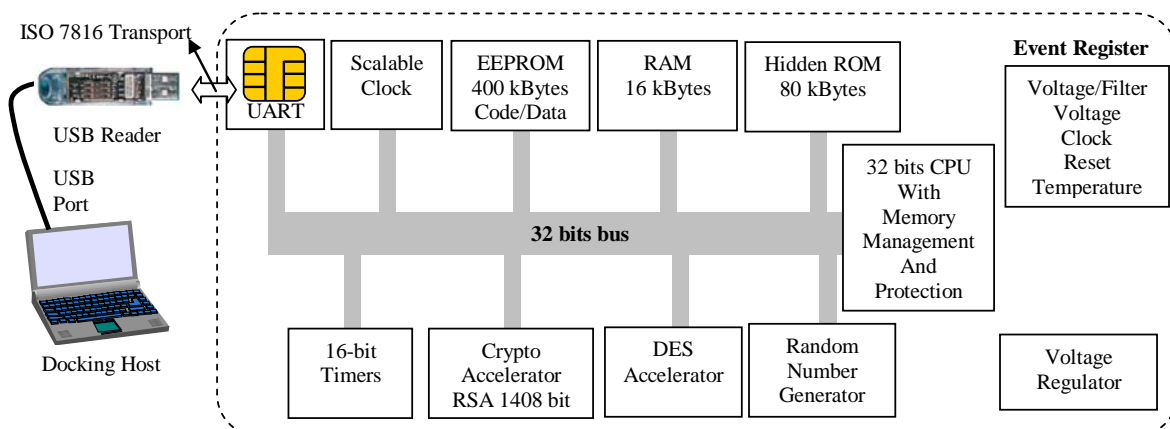 ISO 7816 Transport
USB Reader
USB
Port
Docking Host
UART
Scalable
Clock
EEPROM
400 kBytes
Code/Data
RAM
16 kBytes
Hidden ROM
80 kBytes
Event Register
Voltage/Filter
Voltage
Clock
Reset
Temperature
32 bits CPU
With
Memory
Management
And
Protection
32 bits bus
16-bit
Timers
Crypto
Accelerator
RSA 1408 bit
DES
Accelerator
Random
Number
Generator
Voltage
Regulator